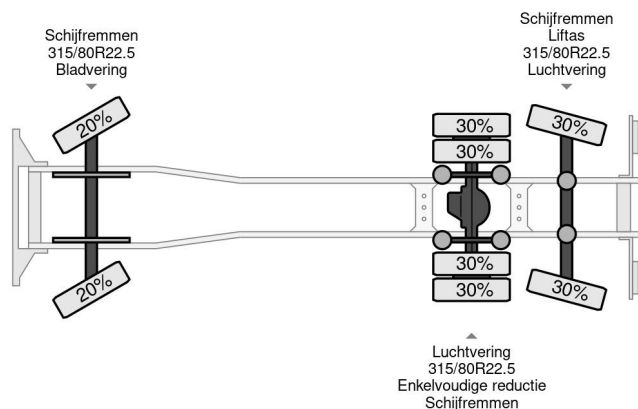 Schijfremmen
315/80R22.5
Bladvering
Schijfremmen
Liftas
315/80R22.5
Luchtvering
20%
30%
30%
30%
20%
30%
30%
30%
Luchtvering
315/80R22.5
Enkelvoudige reductie
Schijfremmen